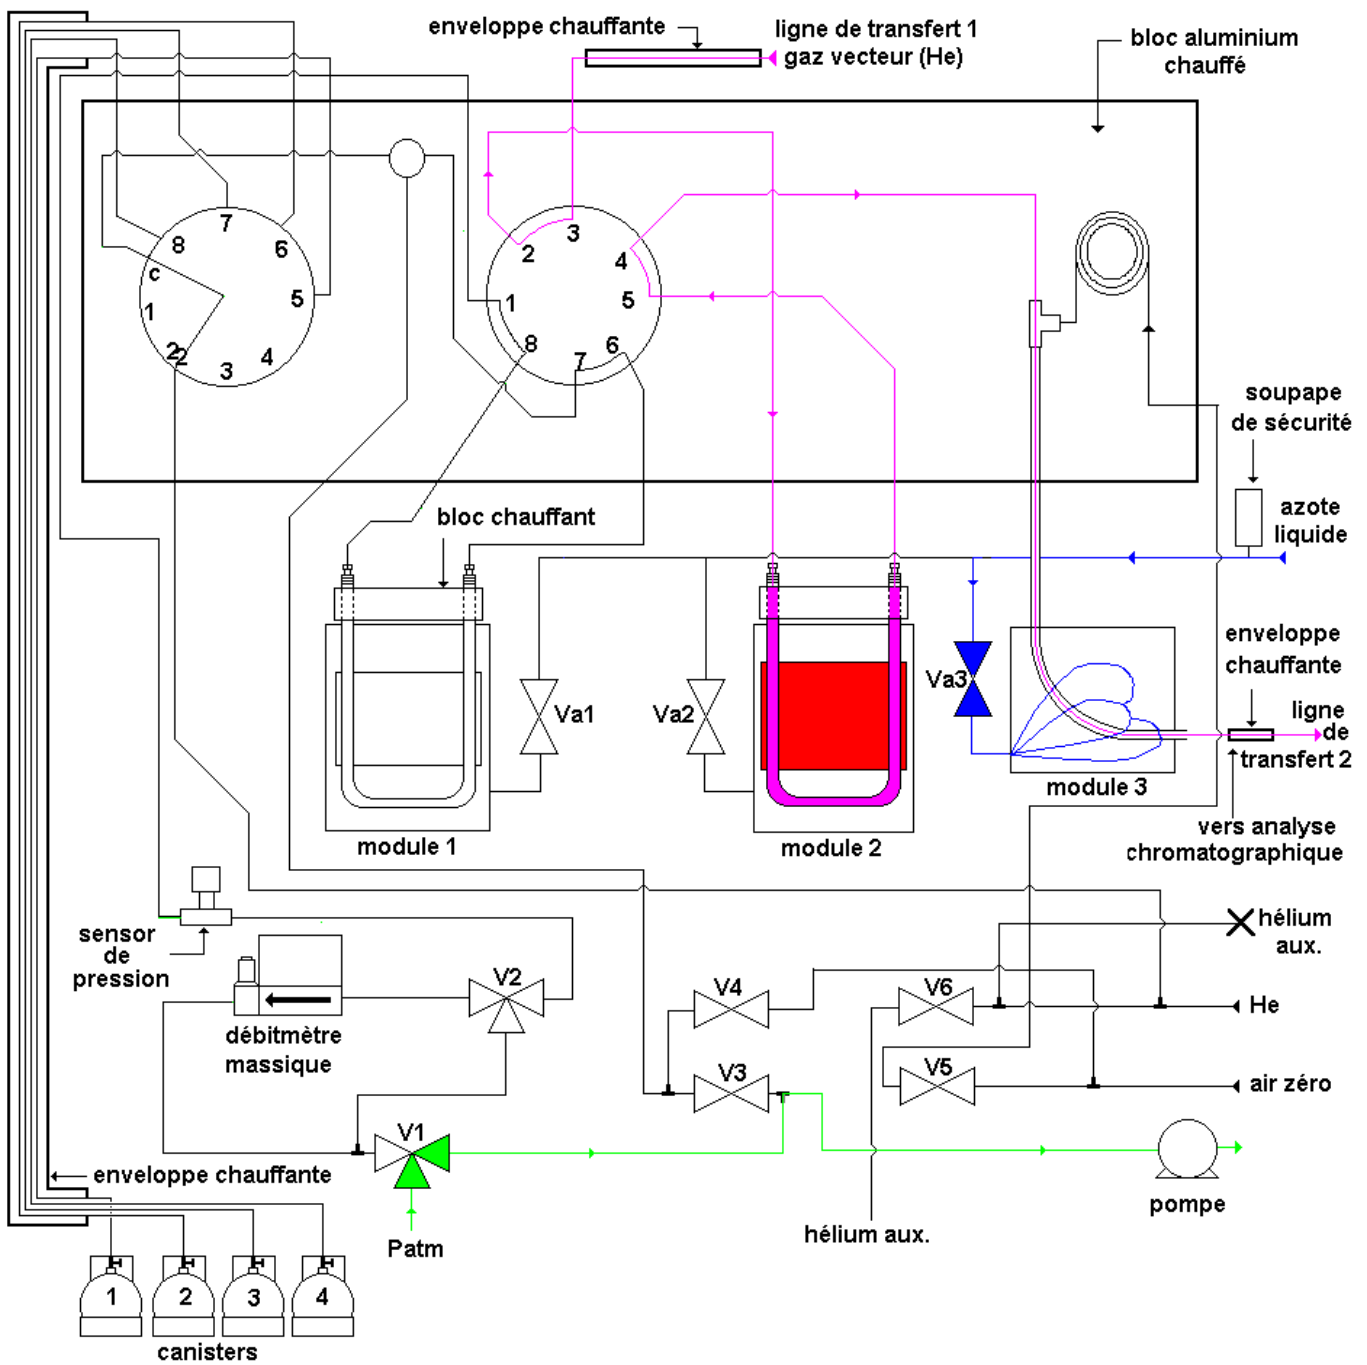 enveloppe chauffante
ligne de transfert 1
gaz vecteur (He)
bloc aluminium
chauffé
7
8
6
c
5
1
2
2
4
3
3
2
4
1
5
8
6
7
soupape
de sécurité
azote
liquide
bloc chauffant
enveloppe
chauffante
Va1
Va2
Va3
ligne
de
transfert 2
module 1
module 2
module 3
vers analyse
chromatographique
sensor
de
pression
hélium
aux.
V2
V4
V6
He
débitmètre
massique
V3
V5
air zéro
V1
enveloppe chauffante
pompe
Patm
hélium aux.
1
2
3
4
canisters